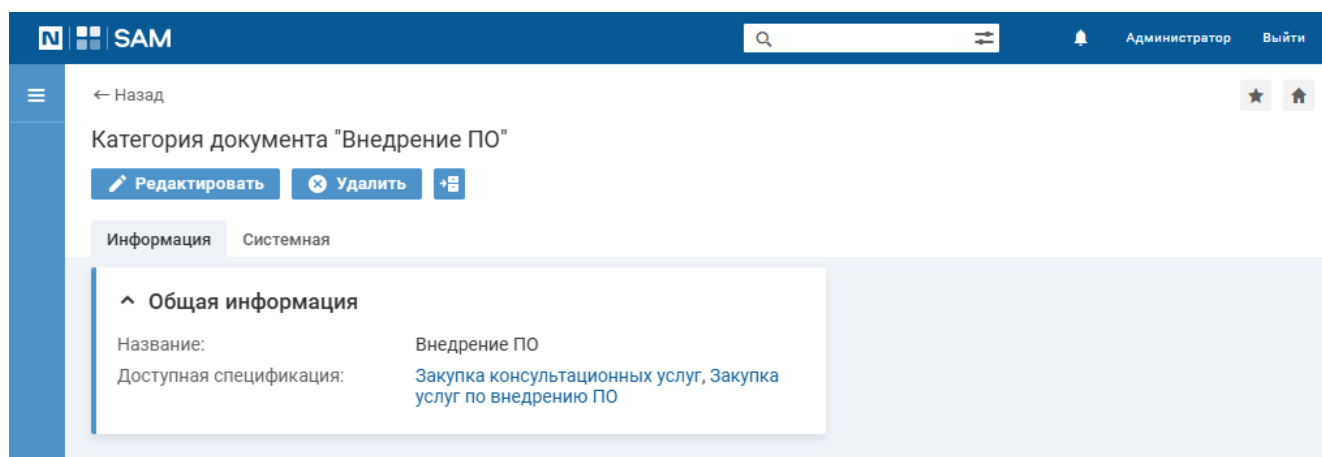 N SAM Администратор Выйти
← Назад
Категория документа "Внедрение ПО"
Редактировать Удалить
Информация Системная
Общая информация
Название: Внедрение ПО
Доступная спецификация: Закупка консультационных услуг, Закупка
услуг по внедрению ПО